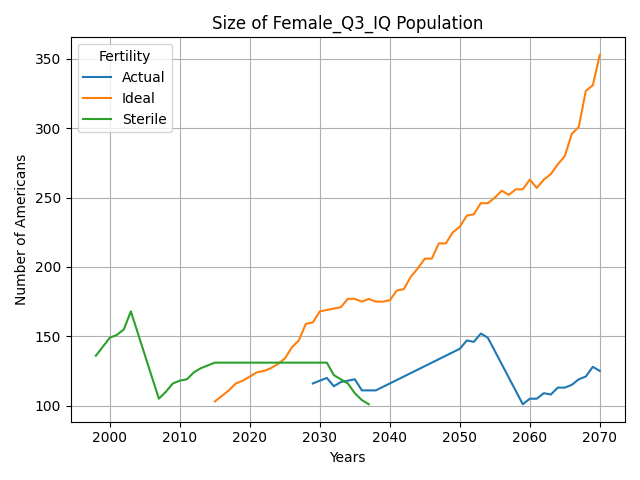 Size of Female_Q3_IQ Population
Fertility
Actual
Ideal
Sterile
Number of Americans
350
300
250
200
150
100
2000 2010 2020 2030 2040 2050 2060 2070
Years